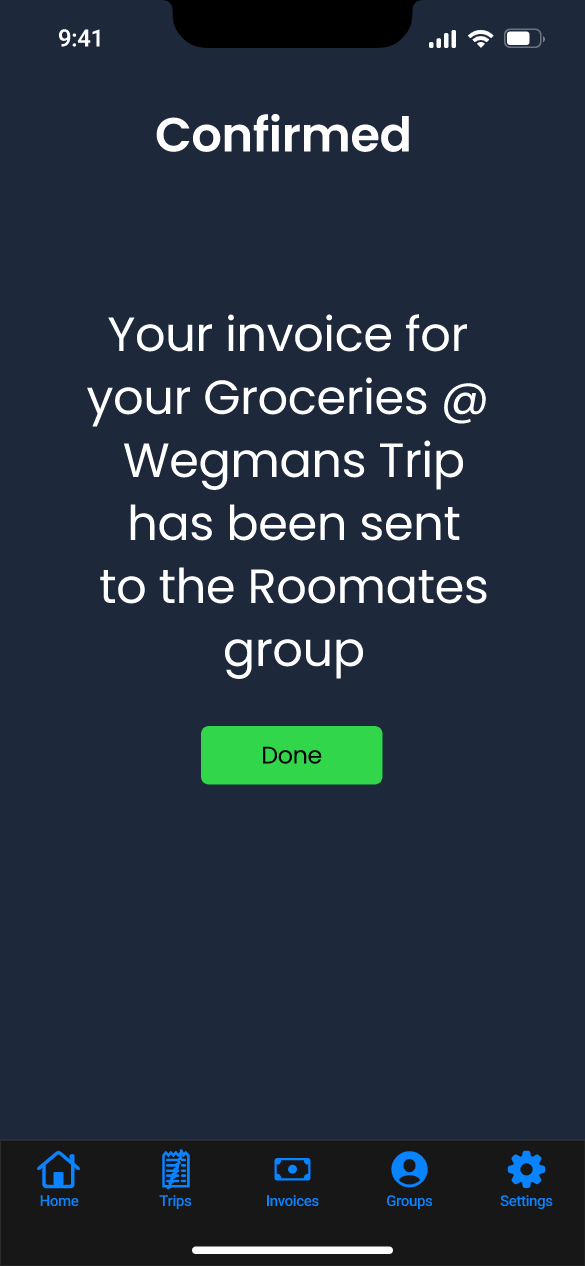 9:41
Confirmed
Your invoice for
your Groceries @
Wegmans Trip
has been sent
to the Roomates
group
Done
Home Trips Invoices Groups Settings